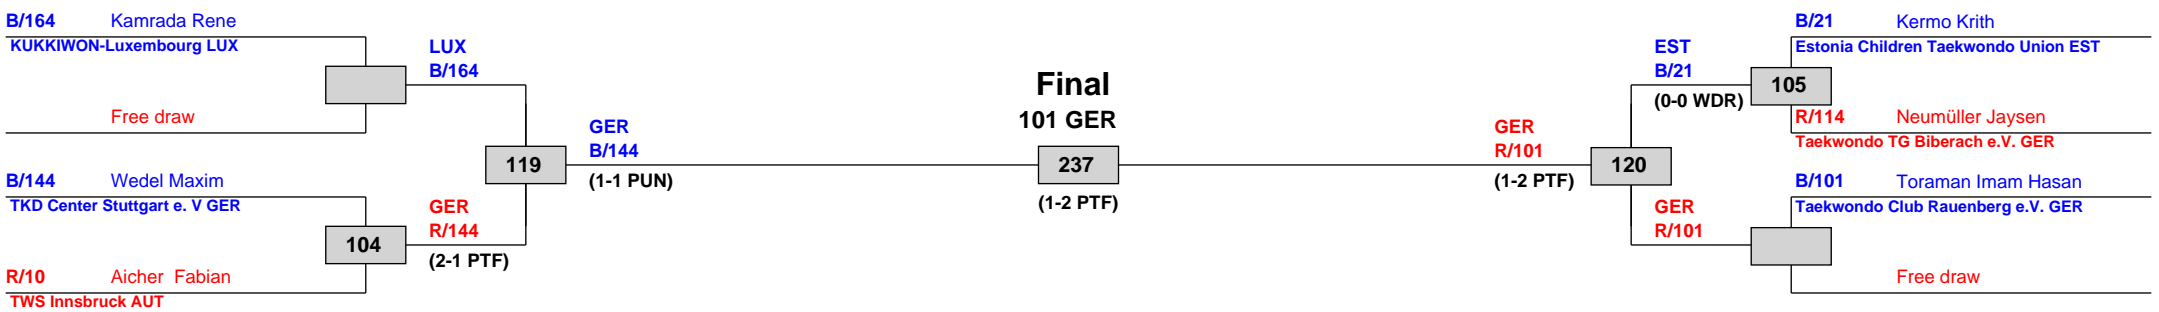 B/164 Kamrada Rene
KUKKIWON-Luxembourg LUX
Free draw
B/144 Wedel Maxim
TKD Center Stuttgart e. V GER
R/10 Aicher  Fabian
TWS Innsbruck AUT
104
LUX
B/164
GER
R/144
(2-1 PTF)
119
GER
B/144
(1-1 PUN)
Final
101 GER
237
(1-2 PTF)
GER
R/101
(1-2 PTF)
120
EST
B/21
(0-0 WDR)
GER
R/101
105
B/21 Kermo Krith
Estonia Children Taekwondo Union EST
R/114 Neumüller Jaysen
Taekwondo TG Biberach e.V. GER
B/101 Toraman Imam Hasan
Taekwondo Club Rauenberg e.V. GER
Free draw